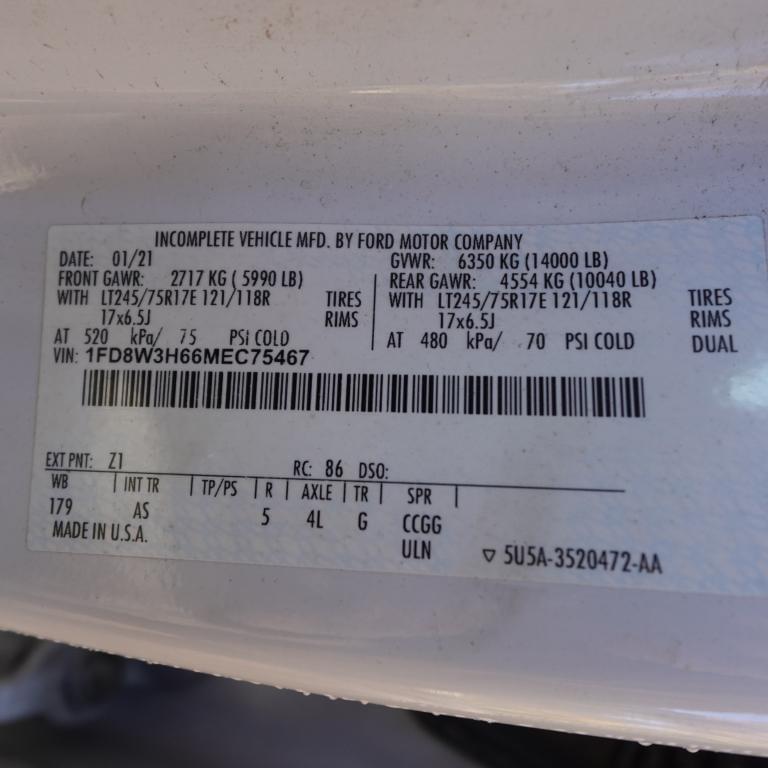 INCOMPLETE VEHICLE MFD. BY FORD MOTOR COMPANY
DATE: 01/21 GVWR: 6350 KG (14000 LB)
FRONT GAWR: 2717 KG ( 5990 LB) REAR GAWR: 4554 KG (10040 LB)
WITH LT245/75R17E 121/118R TIRES WITH LT245/75R17E 121/118R TIRES
17x6.5J RIMS 17x6.5J RIMS
AT 520 kPa/ 75 PSI COLD AT 480 kPa/ 70 PSI COLD DUAL
VIN: 1FD8W3H66MEC75467
EXT PNT: Z1 RC: 86 DSO:
WB | INT TR | TP/PS | R | AXLE | TR | SPR |
179 AS 5 4L G CCGG
MADE IN U.S.A. ULN ▽ 5U5A-3520472-AA